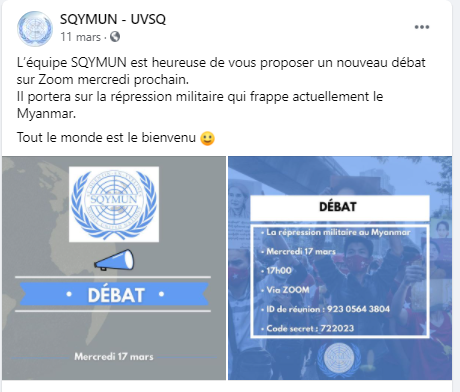 SQYMUN - UVSQ
11 mars
L'équipe SQYMUN est heureuse de vous proposer un nouveau débat
sur Zoom mercredi prochain.
Il portera sur la répression militaire qui frappe actuellement le
Myanmar.
Tout le monde est le bienvenu 😉
SQYMUN
DÉBAT
Mercredi 17 mars
DÉBAT
• La répression militaire au Myanmar
• Mercredi 17 mars
• 17h00
• Via ZOOM
• ID de réunion : 923 0564 3804
• Code secret : 722023